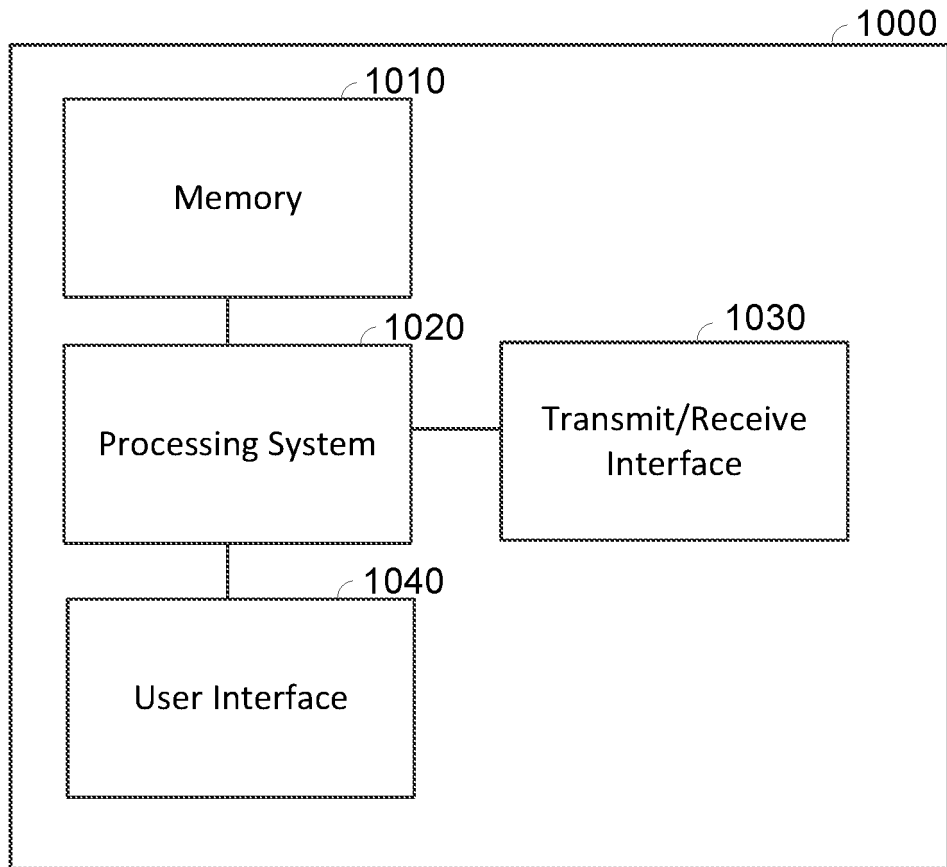 1000
1010
Memory
1020
Processing System
1030
Transmit/Receive
Interface
1040
User Interface